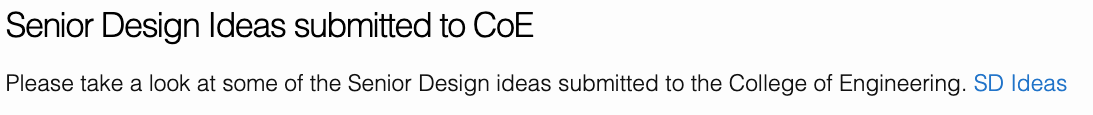 Senior Design Ideas submitted to CoE
Please take a look at some of the Senior Design ideas submitted to the College of Engineering. SD Ideas